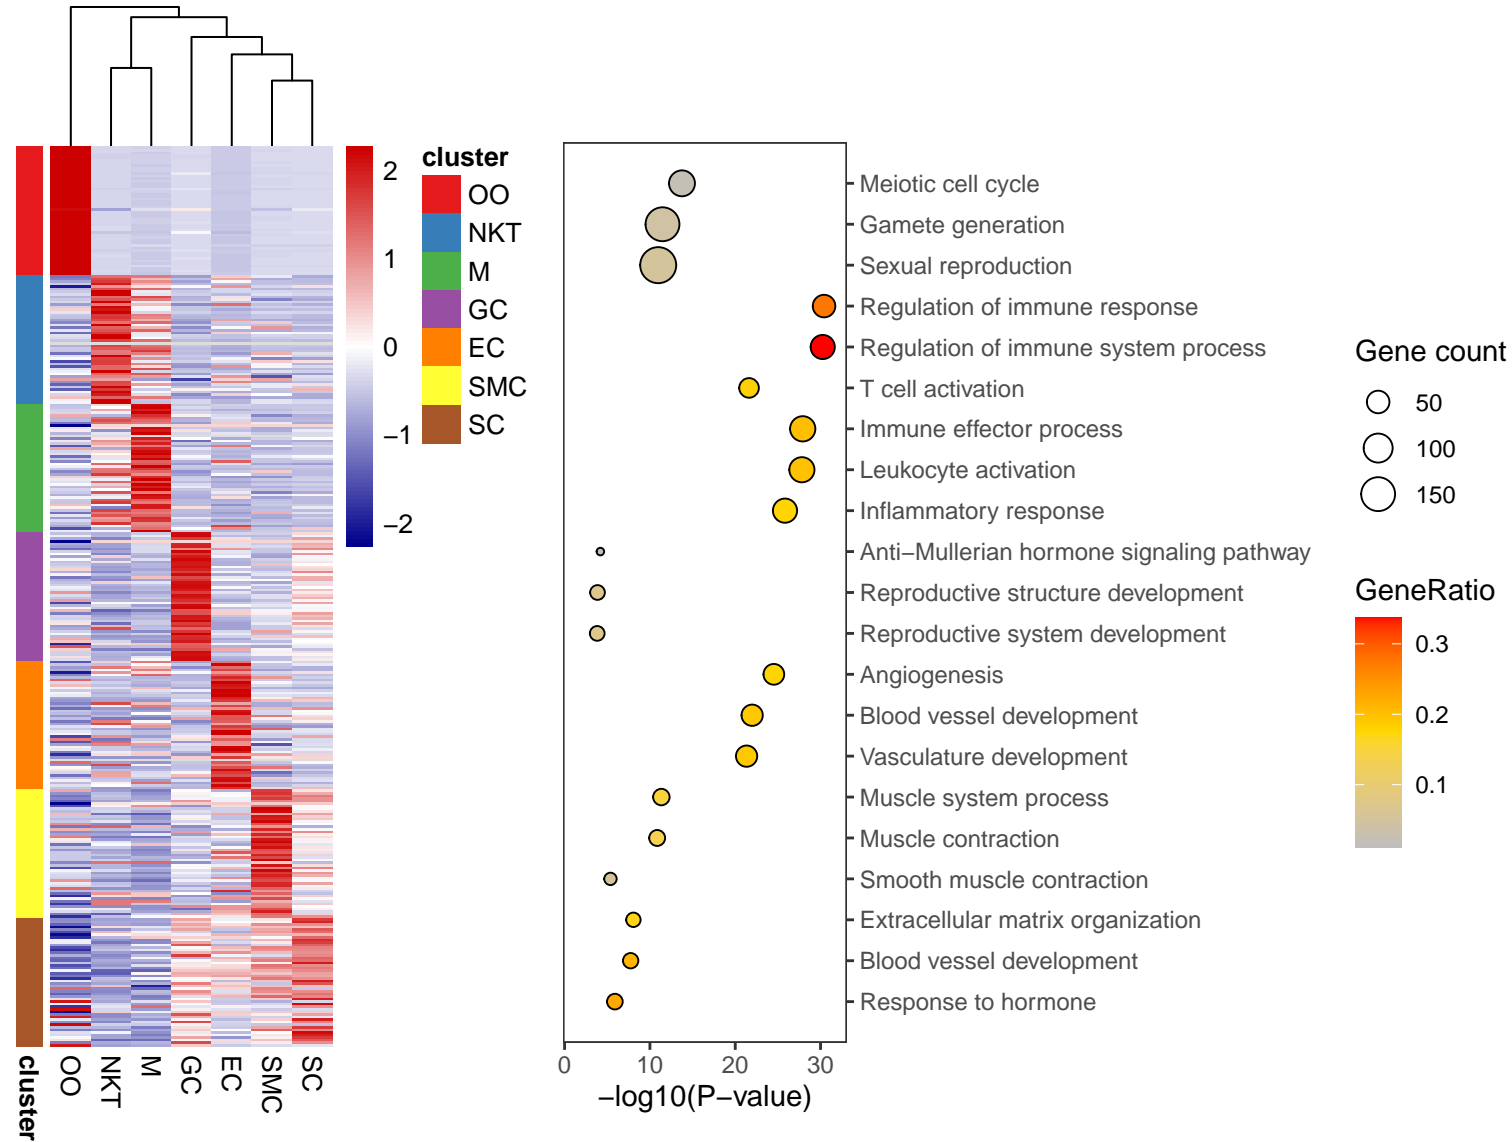 2
1
0
−1
−2
cluster
OO
NKT
M
GC
EC
SMC
SC
cluster
OO
NKT
M
GC
EC
SMC
SC
Meiotic cell cycle
Gamete generation
Sexual reproduction
Regulation of immune response
Regulation of immune system process
T cell activation
Immune effector process
Leukocyte activation
Inflammatory response
Anti−Mullerian hormone signaling pathway
Reproductive structure development
Reproductive system development
Angiogenesis
Blood vessel development
Vasculature development
Muscle system process
Muscle contraction
Smooth muscle contraction
Extracellular matrix organization
Blood vessel development
Response to hormone
0 10 20 30
−log10(P−value)
Gene count
50
100
150
GeneRatio
0.3
0.2
0.1